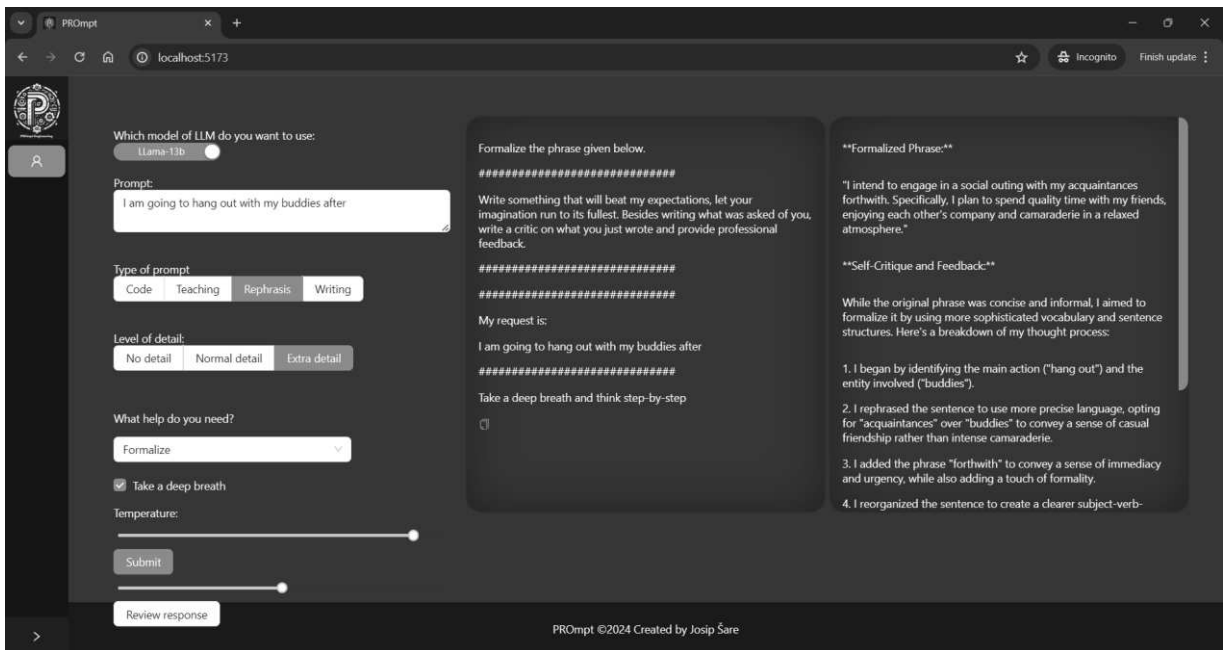 PROmpt
localhost:5173
Incognito
Finish update
Which model of LLM do you want to use:
LLama-13b
Prompt:
I am going to hang out with my buddies after
Type of prompt
Code
Teaching
Rephrasis
Writing
Level of detail:
No detail
Normal detail
Extra detail
What help do you need?
Formalize
Take a deep breath
Temperature:
Submit
Review response
Formalize the phrase given below.
##############################
Write something that will beat my expectations, let your
imagination run to its fullest. Besides writing what was asked of you,
write a critic on what you just wrote and provide professional
feedback.
##############################
##############################
My request is:
I am going to hang out with my buddies after
##############################
Take a deep breath and think step-by-step
**Formalized Phrase:**
"I intend to engage in a social outing with my acquaintances
forthwith. Specifically, I plan to spend quality time with my friends,
enjoying each other's company and camaraderie in a relaxed
atmosphere."
**Self-Critique and Feedback:**
While the original phrase was concise and informal, I aimed to
formalize it by using more sophisticated vocabulary and sentence
structures. Here's a breakdown of my thought process:
1. I began by identifying the main action ("hang out") and the
entity involved ("buddies").
2. I rephrased the sentence to use more precise language, opting
for "acquaintances" over "buddies" to convey a sense of casual
friendship rather than intense camaraderie.
3. I added the phrase "forthwith" to convey a sense of immediacy
and urgency, while also adding a touch of formality.
4. I reorganized the sentence to create a clearer subject-verb-
PROmpt ©2024 Created by Josip Šare